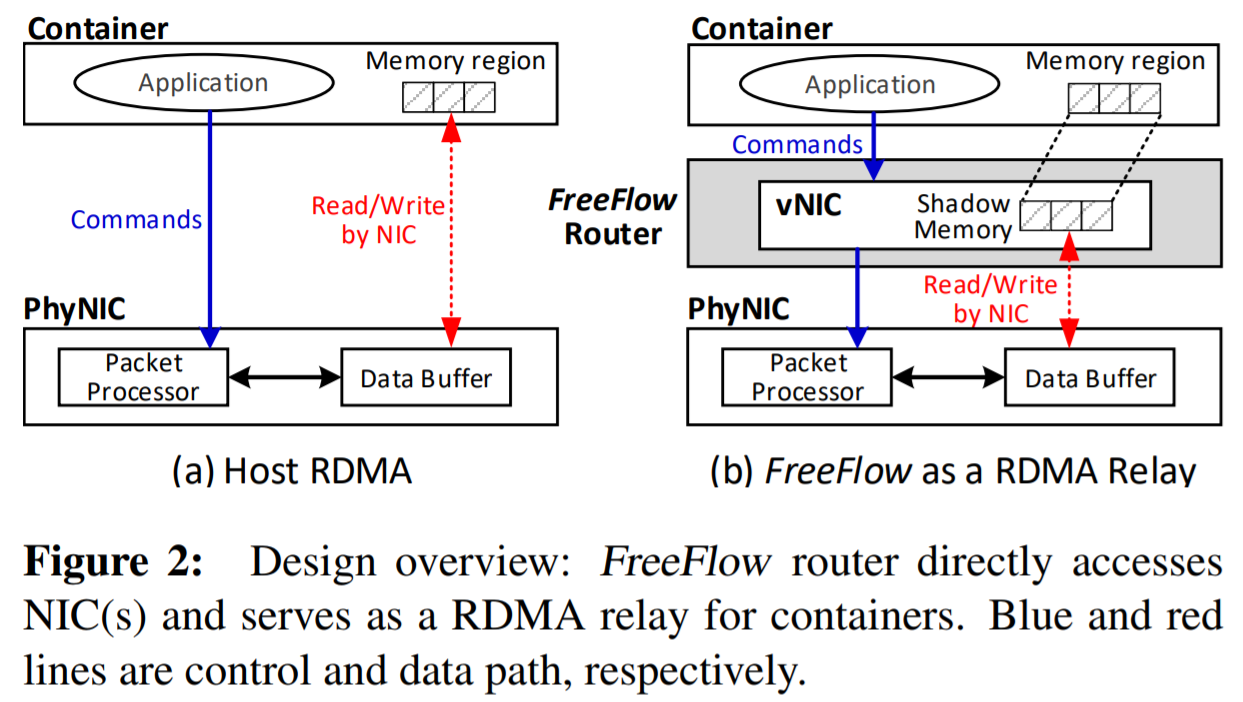 Container
Application
Memory region
Commands
Read/Write
by NIC
PhyNIC
Packet
Processor
Data Buffer
(a) Host RDMA
Container
Application
Memory region
Commands
FreeFlow
Router
vNIC
Shadow
Memory
Read/Write
by NIC
PhyNIC
Packet
Processor
Data Buffer
(b) FreeFlow as a RDMA Relay
Figure 2: Design overview: FreeFlow router directly accesses
NIC(s) and serves as a RDMA relay for containers. Blue and red
lines are control and data path, respectively.